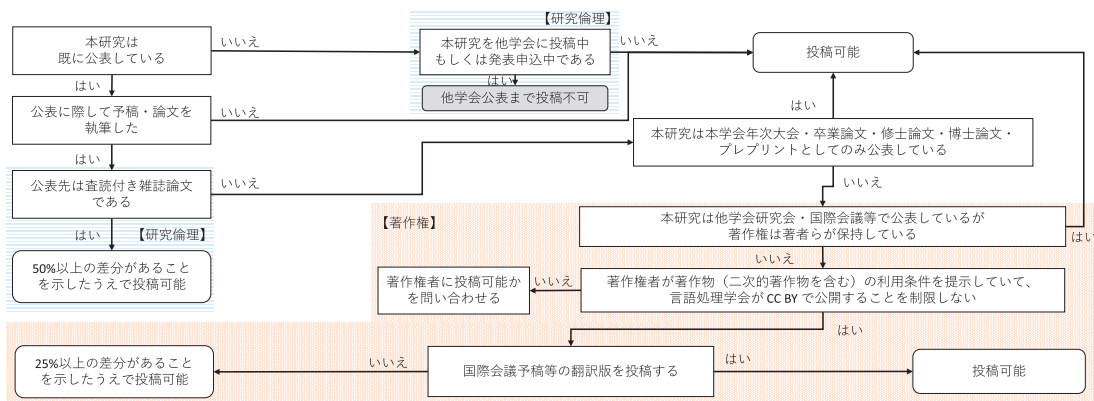 【研究倫理】
本研究は
既に公表している
いいえ
本研究を他学会に投稿中
もしくは発表申込中である
いいえ
投稿可能
はい
はい
他学会公表まで投稿不可
公表に際して予稿・論文を
執筆した
いいえ
はい
本研究は本学会年次大会・卒業論文・修士論文・博士論文・
プレプリントとしてのみ公表している
はい
公表先は査読付き雑誌論文
である
いいえ
いいえ
【著作権】
本研究は他学会研究会・国際会議等で公表しているが
著作権は著者らが保持している
はい
はい
【研究倫理】
いいえ
50%以上の差分があること
を示したうえで投稿可能
著作権者に投稿可能か
を問い合わせる
いいえ
著作権者が著作物（二次的著作物を含む）の利用条件を提示していて、
言語処理学会が CC BY で公開することを制限しない
はい
25%以上の差分があること
を示したうえで投稿可能
いいえ
国際会議予稿等の翻訳版を投稿する
はい
投稿可能